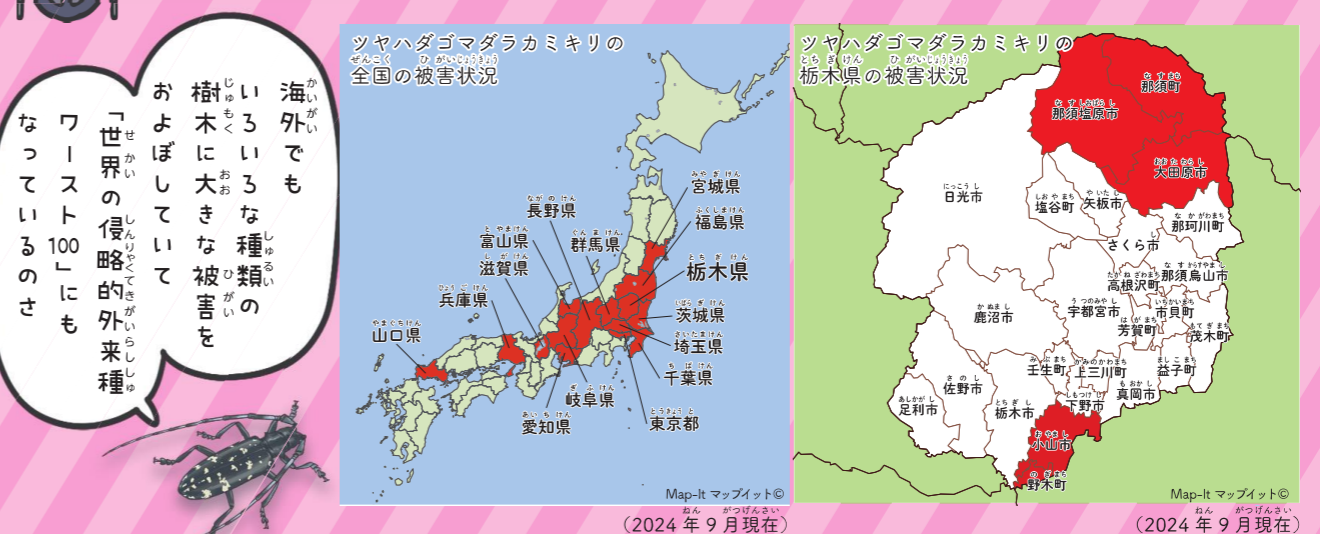 海外でも
いろいろな種類の
樹木に大きな被害を
およぼしていて
「世界の侵略的外来種
ワースト100」にも
なっているのさ
ツヤハダゴマダラカミキリの
全国の被害状況
宮城県
福島県
長野県
富山県
群馬県
滋賀県
栃木県
兵庫県
茨城県
山口県
埼玉県
千葉県
岐阜県
愛知県
東京都
Map-It マップイット©
(2024年9月現在)
ツヤハダゴマダラカミキリの
栃木県の被害状況
那須町
那須塩原市
大田原市
日光市
塩谷町
矢板市
那珂川町
さくら市
那須烏山市
高根沢町
鹿沼市
宇都宮市
市貝町
芳賀町
茂木町
壬生町
上三川町
益子町
佐野市
真岡市
足利市
栃木市
下野市
小山市
野木町
Map-It マップイット©
(2024年9月現在)